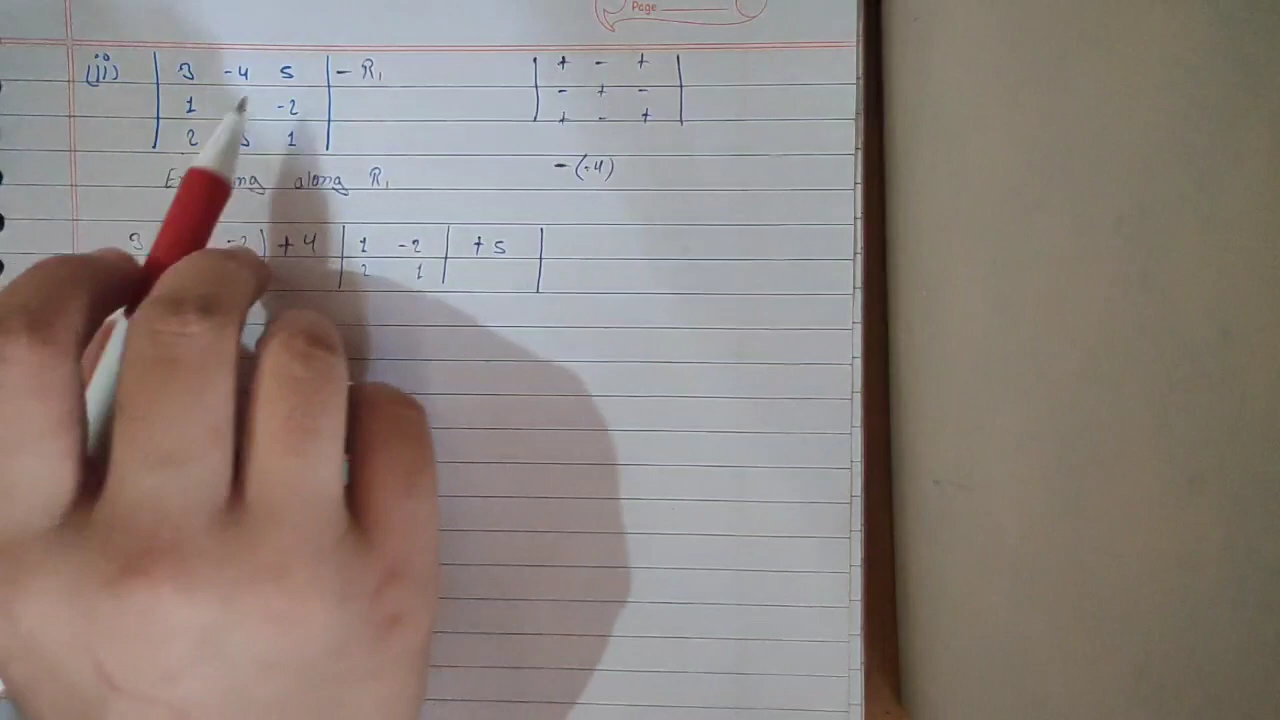 Page
(ii) 3 -4 5 - R₁
1 -2
2 1
along R₁
+ - +
- + -
+ - +
-(-4)
3 -2 + 4 | 1 -2 | + 5 |
2 1